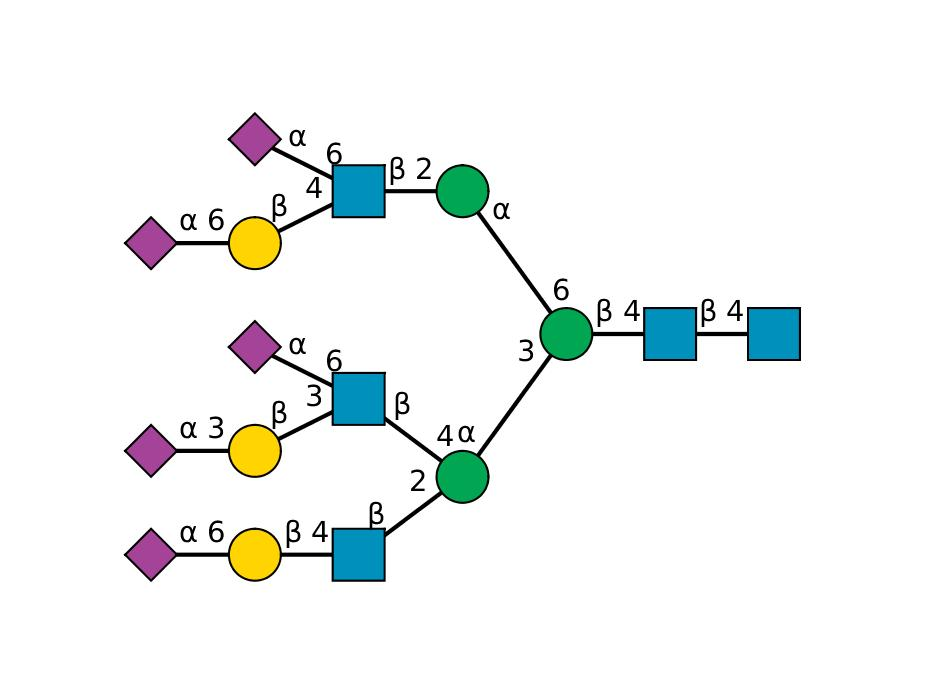 α 6
4 β 2
α 6 β α
6
β 4 β 4
3
α 6
3 β
α 3 β 4 α
2
β
α 6 β 4